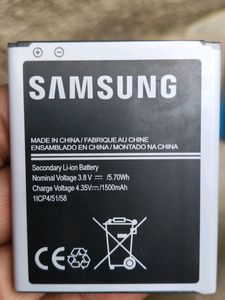 SAMSUNG
MADE IN CHINA / FABRIQUE AU CHINE
ENSAMBLADO EN CHINA / MONTADO NA CHINA
Secondary Li-ion Battery
Nominal Voltage 3.8 V ⎓ /5.70Wh
Charge Voltage 4.35V⎓/1500mAh
1ICP4/51/58
CE